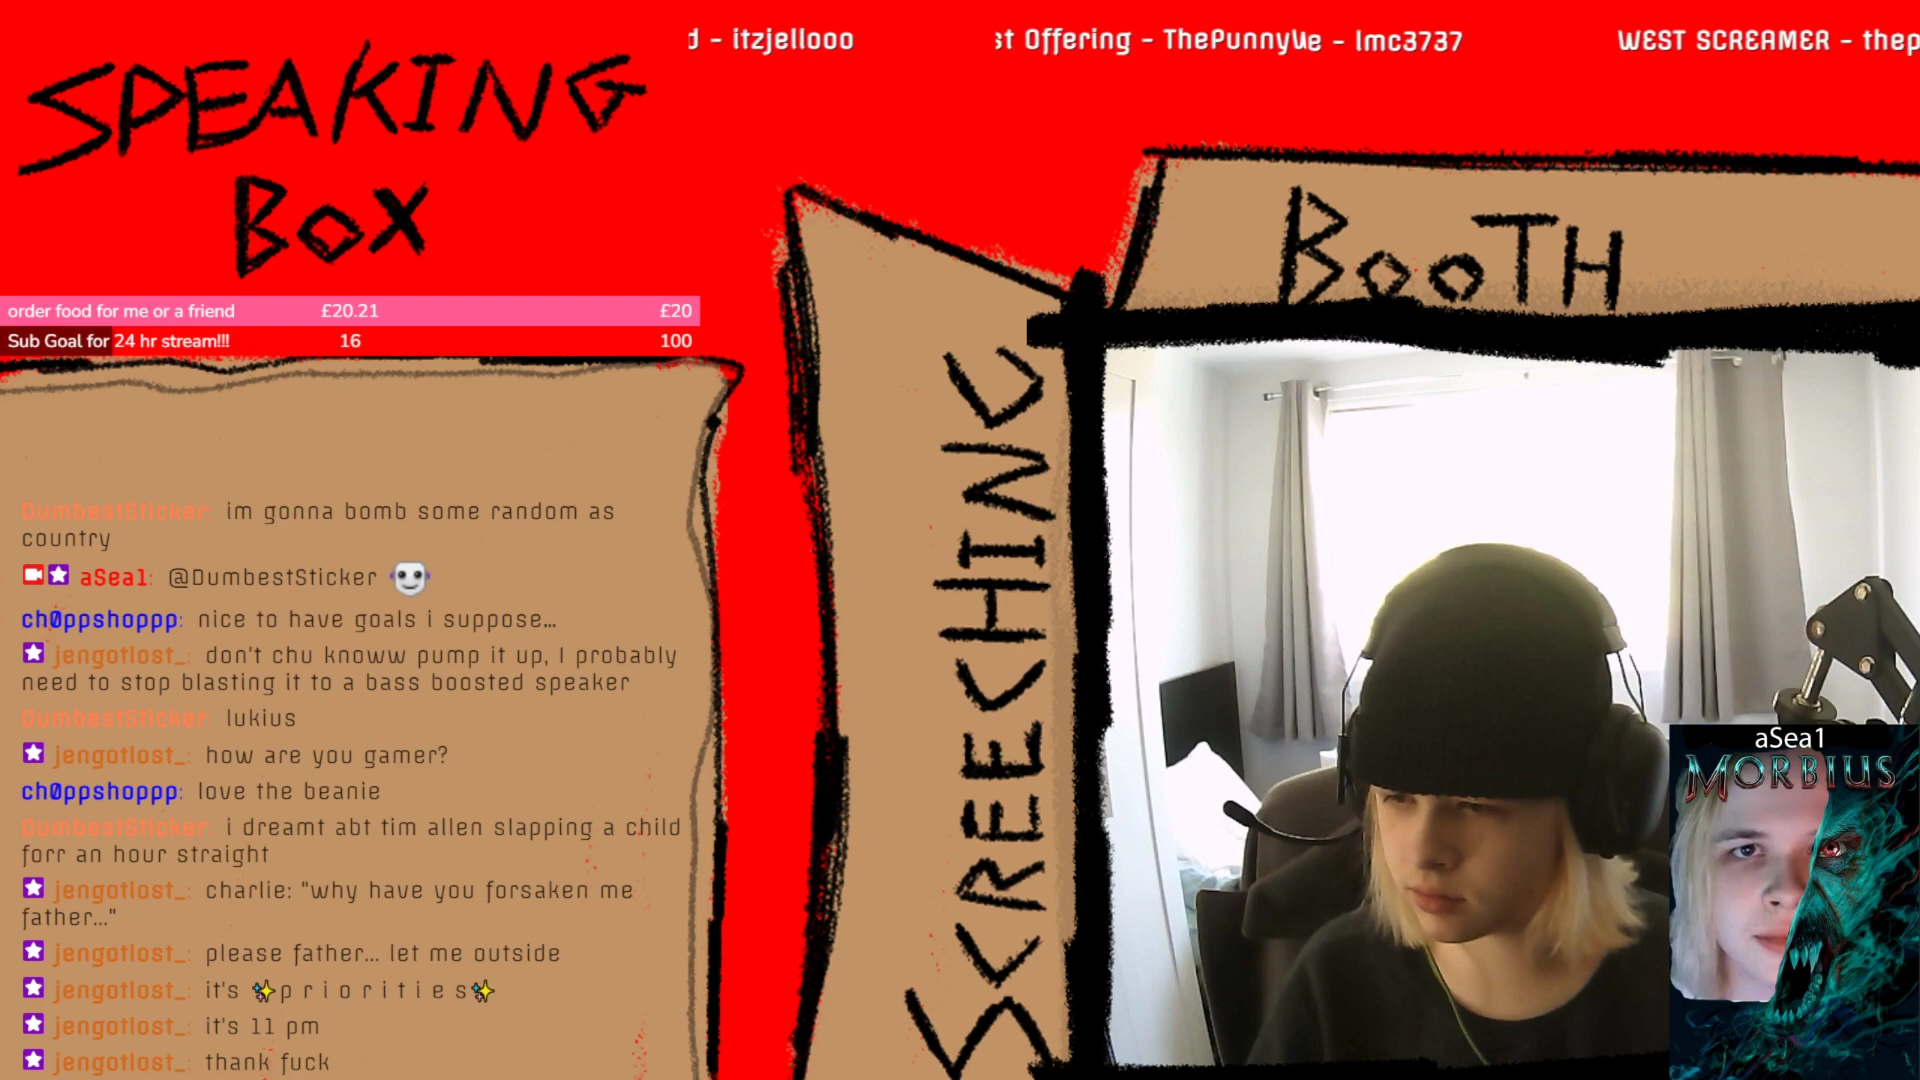 SPEAKING
BOX
d - itzjellooo
st Offering - ThePunny
We - lmc3737
WEST SCREAMER - thep
order food for me or a friend £20.21 £20
Sub Goal for 24 hr stream!!! 16 100
DumbestSticker: im gonna bomb some random as
country
aSea1: @DumbestSticker
ch0ppshoppp: nice to have goals i suppose...
jengotlost_: don't chu knoww pump it up, I probably
need to stop blasting it to a bass boosted speaker
DumbestSticker: lukius
jengotlost_: how are you gamer?
ch0ppshoppp: love the beanie
DumbestSticker: i dreamt abt tim allen slapping a child
forr an hour straight
jengotlost_: charlie: "why have you forsaken me
father..."
jengotlost_: please father... let me outside
jengotlost_: it's ✨p r i o r i t i e s✨
jengotlost_: it's 11 pm
jengotlost_: thank fuck
SCREECHING
BOOTH
aSea1
MORBIUS